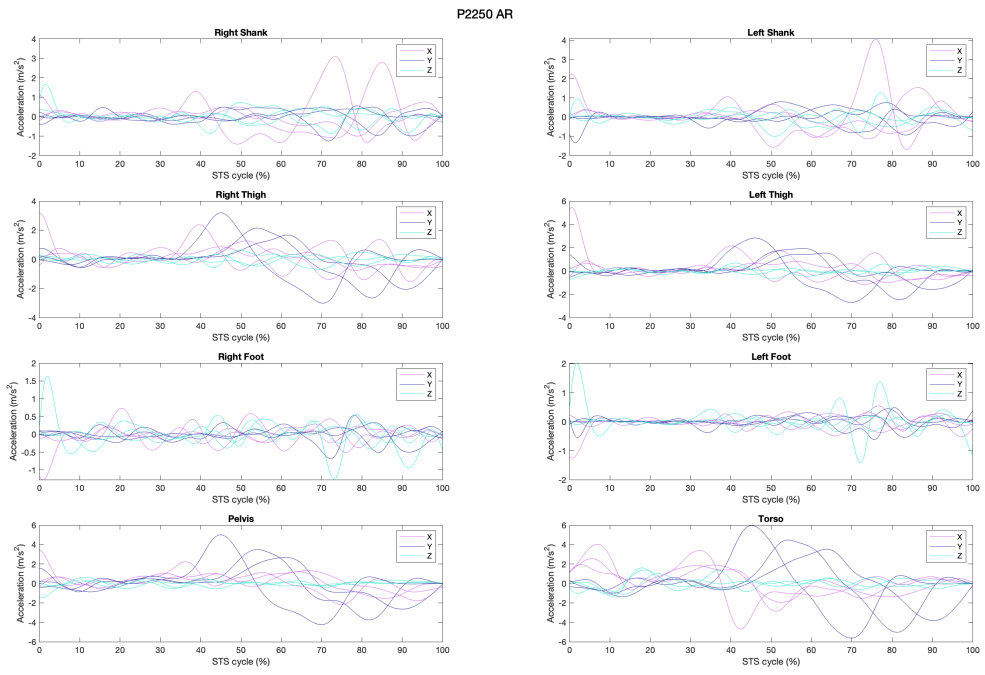 P2250 AR
Right Shank
Acceleration (m/s²)
4
3
2
1
0
-1
-2
0 10 20 30 40 50 60 70 80 90 100
STS cycle (%)
X
Y
Z
Left Shank
Acceleration (m/s²)
4
3
2
1
0
-1
-2
0 10 20 30 40 50 60 70 80 90 100
STS cycle (%)
X
Y
Z
Right Thigh
Acceleration (m/s²)
4
2
0
-2
-4
0 10 20 30 40 50 60 70 80 90 100
STS cycle (%)
X
Y
Z
Left Thigh
Acceleration (m/s²)
6
4
2
0
-2
-4
0 10 20 30 40 50 60 70 80 90 100
STS cycle (%)
X
Y
Z
Right Foot
Acceleration (m/s²)
2
1.5
1
0.5
0
-0.5
-1
0 10 20 30 40 50 60 70 80 90 100
STS cycle (%)
X
Y
Z
Left Foot
Acceleration (m/s²)
2
1
0
-1
-2
0 10 20 30 40 50 60 70 80 90 100
STS cycle (%)
X
Y
Z
Pelvis
Acceleration (m/s²)
6
4
2
0
-2
-4
-6
0 10 20 30 40 50 60 70 80 90 100
STS cycle (%)
X
Y
Z
Torso
Acceleration (m/s²)
6
4
2
0
-2
-4
-6
0 10 20 30 40 50 60 70 80 90 100
STS cycle (%)
X
Y
Z